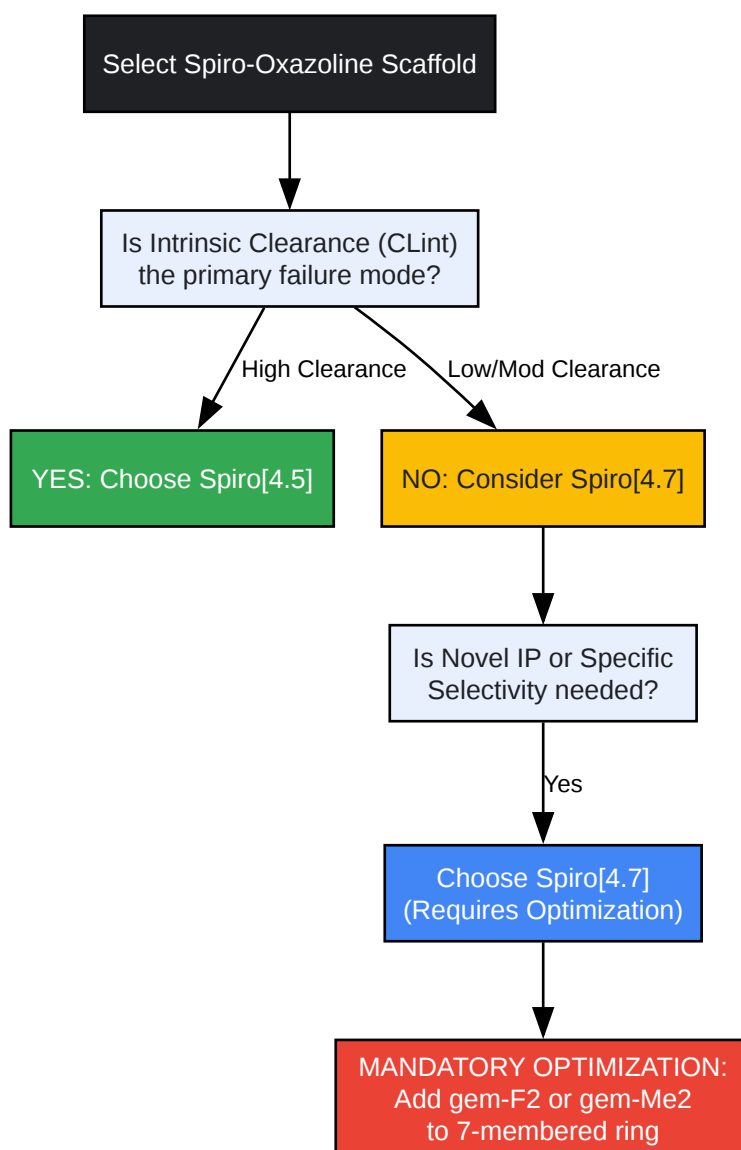 Select Spiro-Oxazoline Scaffold
Is Intrinsic Clearance (CLint)
the primary failure mode?
High Clearance
Low/Mod Clearance
YES: Choose Spiro[4.5]
NO: Consider Spiro[4.7]
Is Novel IP or Specific
Selectivity needed?
Yes
Choose Spiro[4.7]
(Requires Optimization)
MANDATORY OPTIMIZATION:
Add gem-F2 or gem-Me2
to 7-membered ring